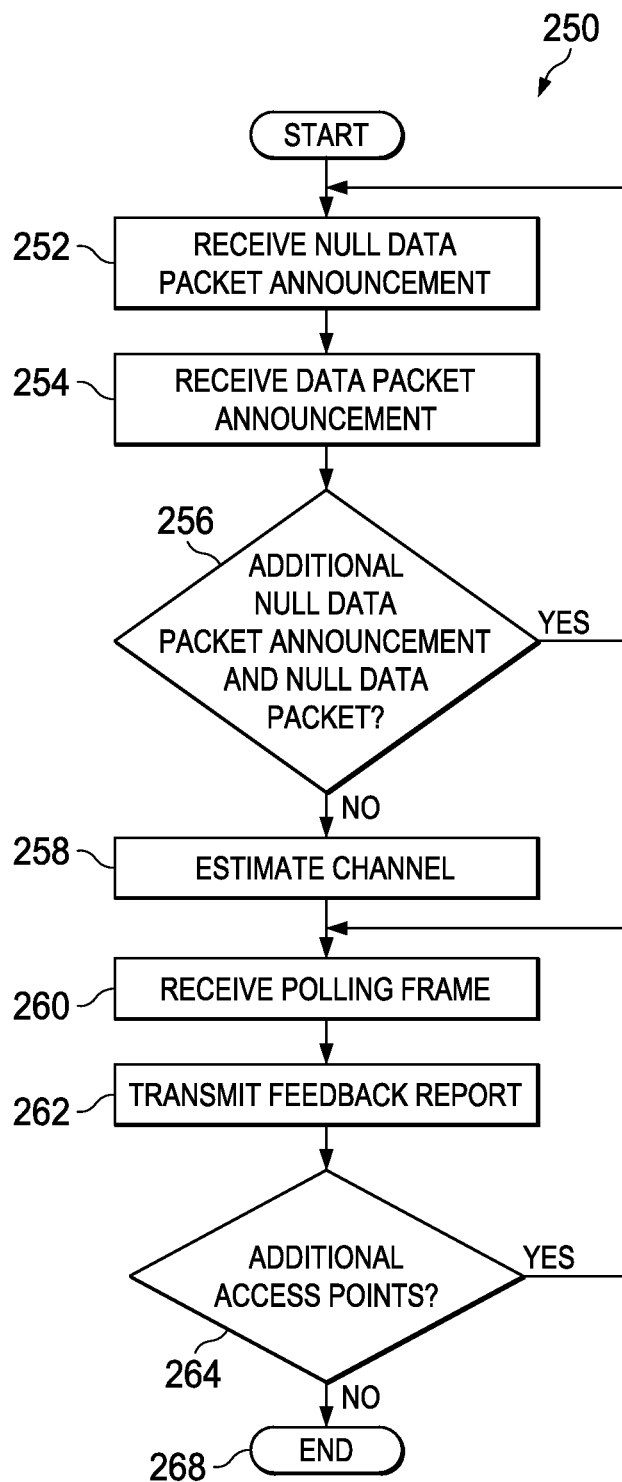 250
START
252
RECEIVE NULL DATA
PACKET ANNOUNCEMENT
254
RECEIVE DATA PACKET
ANNOUNCEMENT
256
ADDITIONAL
NULL DATA
PACKET ANNOUNCEMENT
AND NULL DATA
PACKET?
YES
NO
258
ESTIMATE CHANNEL
260
RECEIVE POLLING FRAME
262
TRANSMIT FEEDBACK REPORT
ADDITIONAL
ACCESS POINTS?
YES
264
NO
268
END